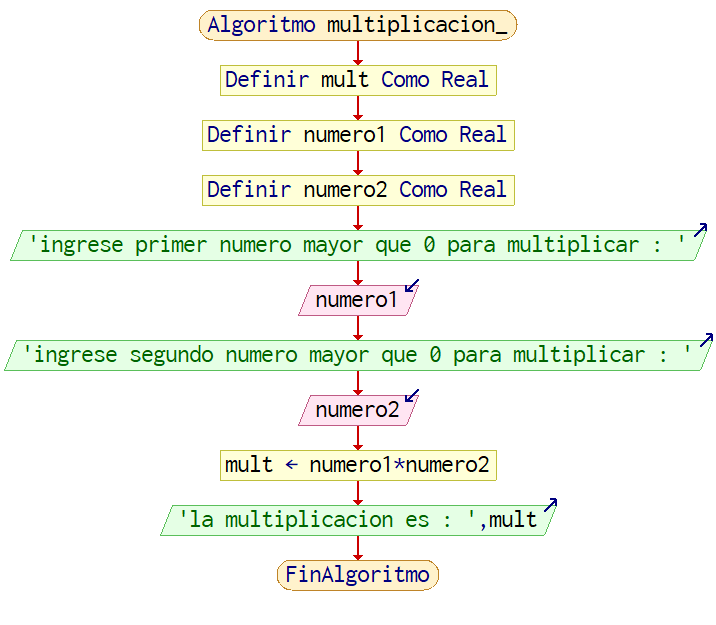 Algoritmo multiplicacion_
Definir mult Como Real
Definir numero1 Como Real
Definir numero2 Como Real
'ingrese primer numero mayor que 0 para multiplicar : '
numero1
'ingrese segundo numero mayor que 0 para multiplicar : '
numero2
mult ← numero1*numero2
'la multiplicacion es : ',mult
FinAlgoritmo